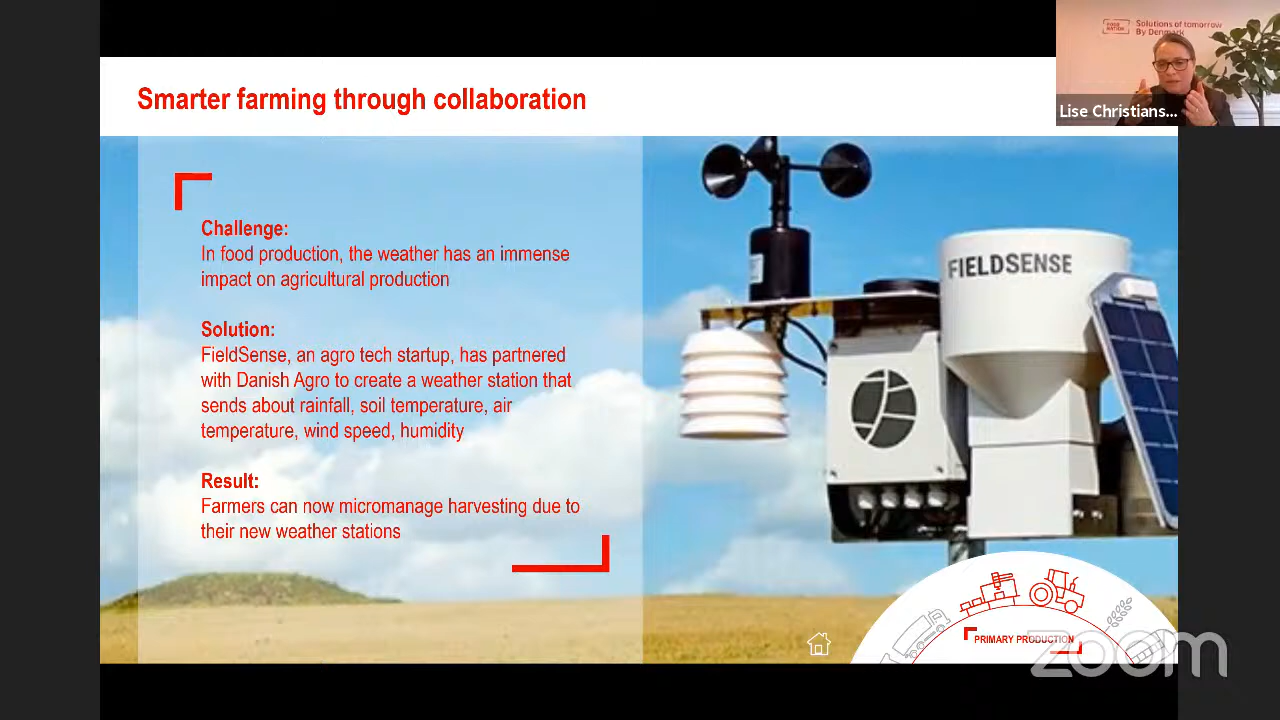 Smarter farming through collaboration
FOOD
NATION
Solutions of tomorrow
By Denmark
Lise Christians...
Challenge:
In food production, the weather has an immense
impact on agricultural production
Solution:
FieldSense, an agro tech startup, has partnered
with Danish Agro to create a weather station that
sends about rainfall, soil temperature, air
temperature, wind speed, humidity
Result:
Farmers can now micromanage harvesting due to
their new weather stations
FIELDSENSE
PRIMARY PRODUCTION
zoom